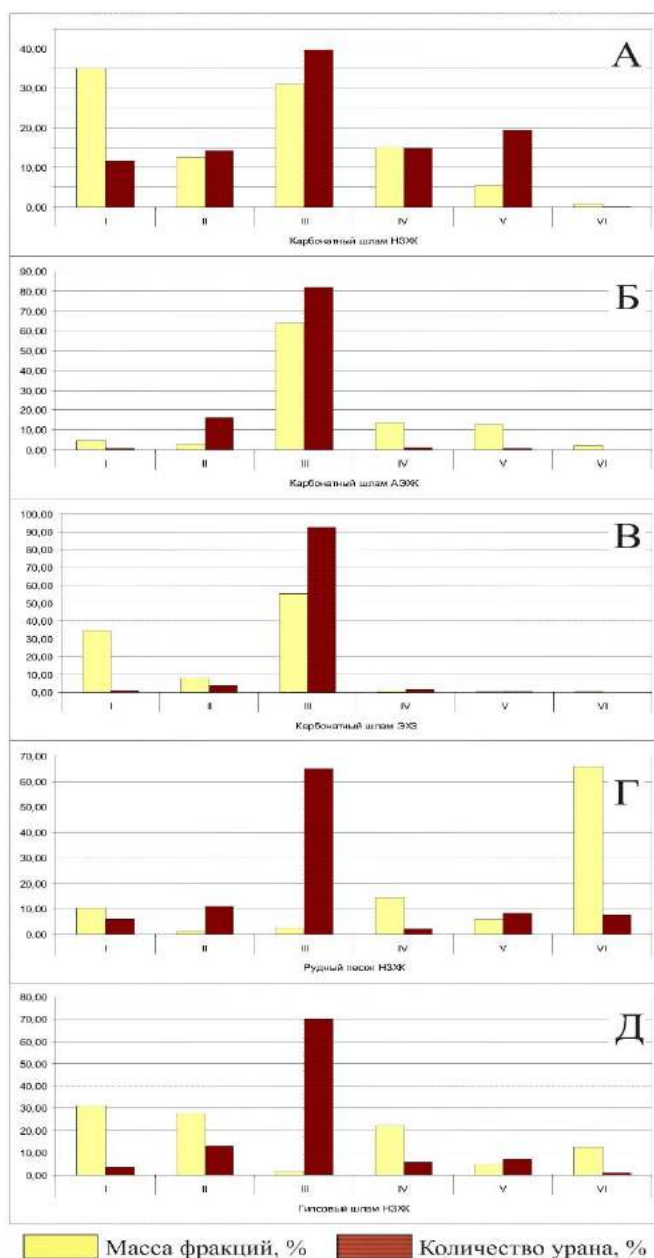 А
40,00
30,00
20,00
10,00
0,00
I II III IV V VI
Карбонатный шлам НЗХК
Б
90,00
80,00
70,00
60,00
50,00
40,00
30,00
20,00
10,00
0,00
I II III IV V VI
Карбонатный шлам АЭХК
В
100,00
90,00
80,00
70,00
60,00
50,00
40,00
30,00
20,00
10,00
0,00
I II III IV V VI
Карбонатный шлам ЭХЗ
Г
70,00
60,00
50,00
40,00
30,00
20,00
10,00
0,00
I II III IV V VI
Рудный песок НЗХК
Д
80,00
70,00
60,00
50,00
40,00
30,00
20,00
10,00
0,00
I II III IV V VI
Гипсовый шлам НЗХК
Масса фракций, % Количество урана, %